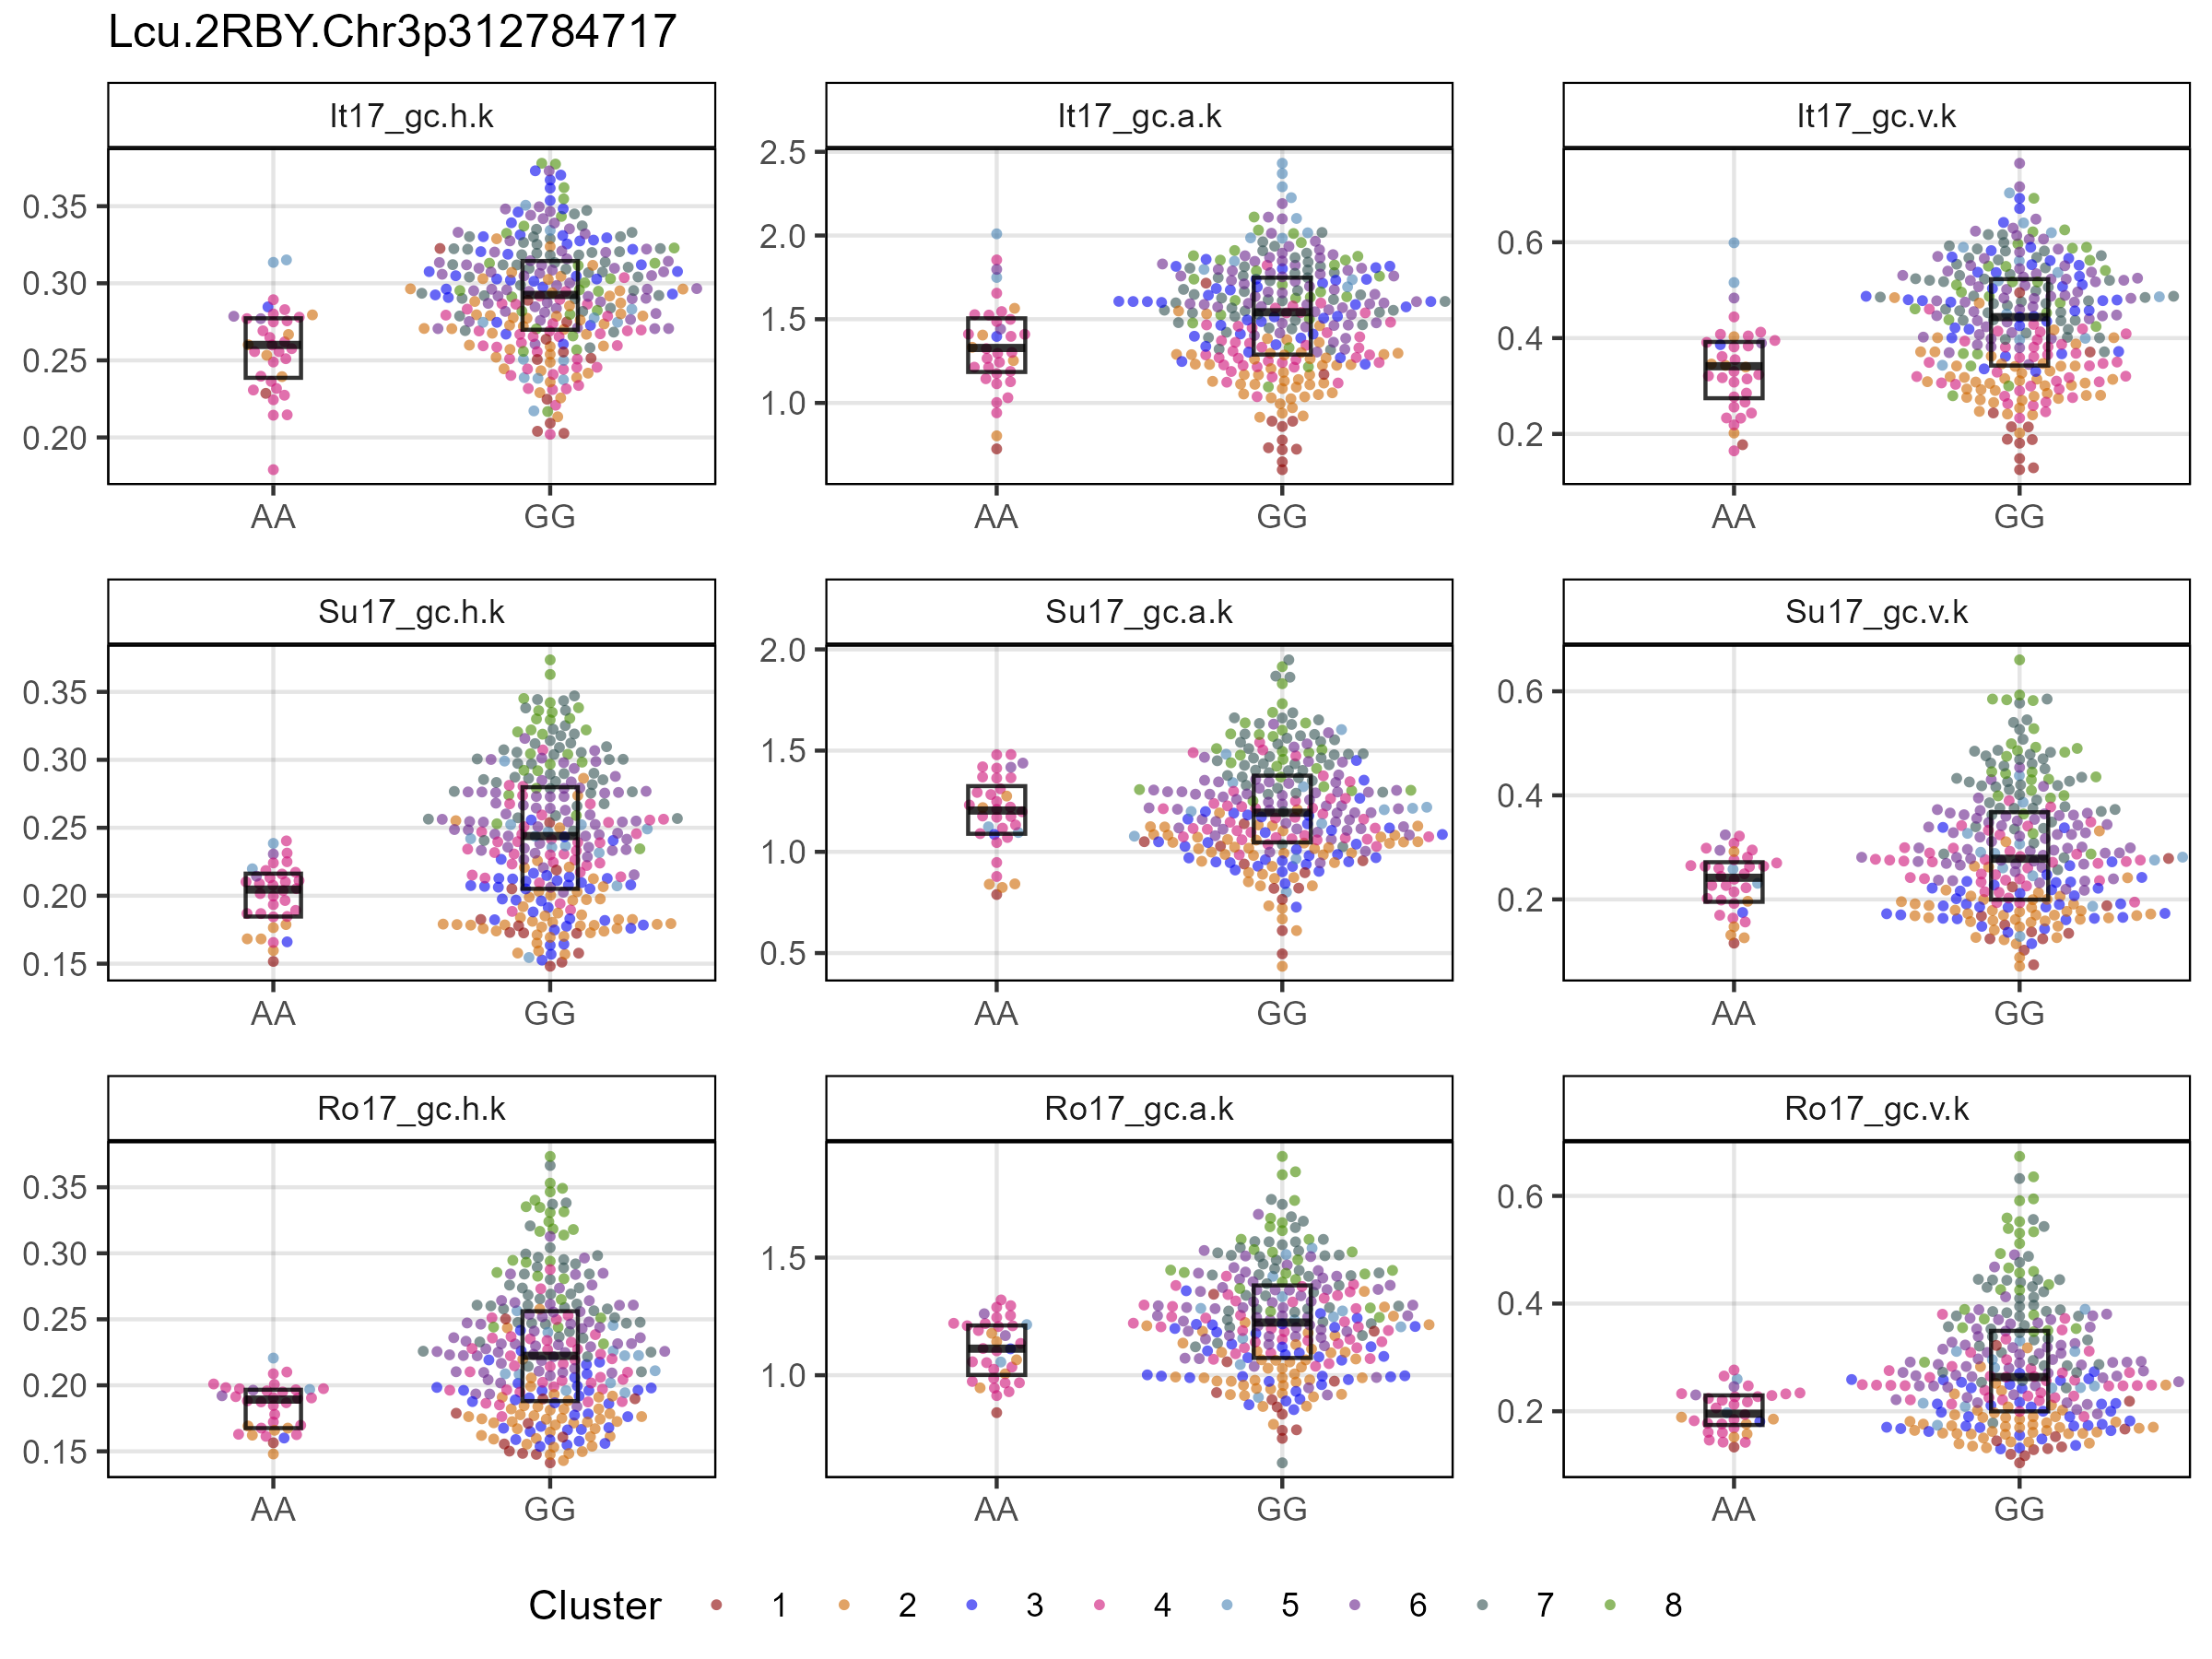 Lcu.2RBY.Chr3p312784717
It17_gc.h.k
It17_gc.a.k
It17_gc.v.k
0.35
0.30
0.25
0.20
AA
GG
2.5
2.0
1.5
1.0
AA
GG
0.6
0.4
0.2
AA
GG
Su17_gc.h.k
Su17_gc.a.k
Su17_gc.v.k
0.35
0.30
0.25
0.20
0.15
AA
GG
2.0
1.5
1.0
0.5
AA
GG
0.6
0.4
0.2
AA
GG
Ro17_gc.h.k
Ro17_gc.a.k
Ro17_gc.v.k
0.35
0.30
0.25
0.20
0.15
AA
GG
1.5
1.0
AA
GG
0.6
0.4
0.2
AA
GG
Cluster 1 2 3 4 5 6 7 8